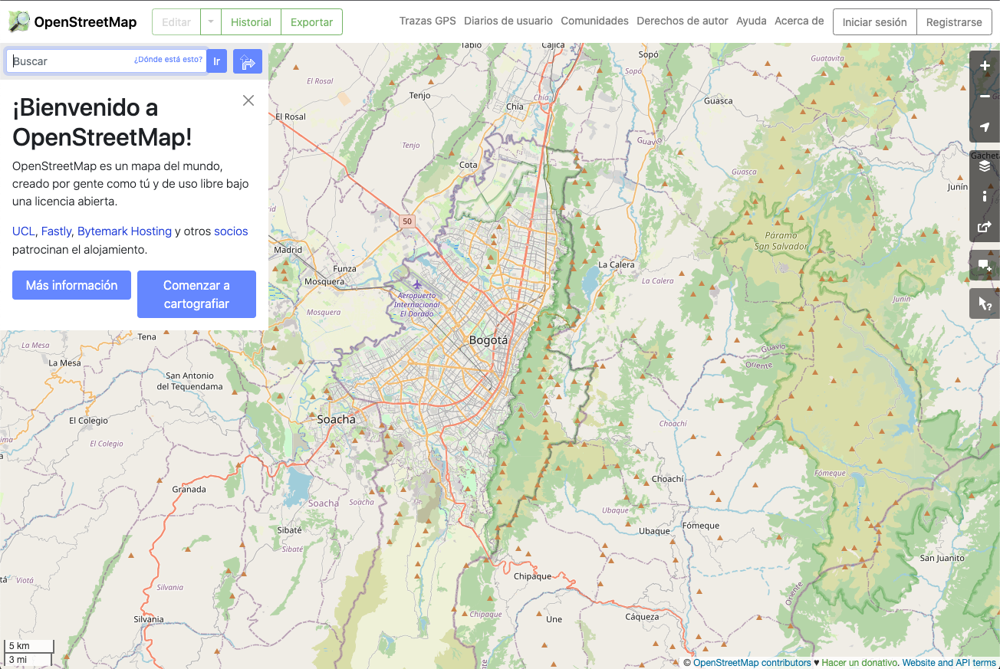 OpenStreetMap
Editar
Historial
Exportar
Trazas GPS
Diarios de usuario
Comunidades
Derechos de autor
Ayuda
Acerca de
Iniciar sesión
Registrarse
Buscar
¿Dónde está esto?
Ir
¡Bienvenido a
OpenStreetMap!
OpenStreetMap es un mapa del mundo,
creado por gente como tú y de uso libre bajo
una licencia abierta.
UCL, Fastly, Bytemark Hosting y otros socios
patrocinan el alojamiento.
Más información
Comenzar a
cartografiar
Tabio
Cajica
Sopó
Guatavita
El Rosal
Sopó
Tenjo
Chía
Chía
Guasca
El Rosal
Tenjo
Guavio
Cota
Guasca
Gacheta
Junín
50
Páramo
San Salvador
Madrid
Funza
La Calera
Mosquera
La Calera
Aeropuerto
Internacional
El Dorado
Junín
Mosquera
Bogotá
Tena
La Mesa
Guavio
La Mesa
Oriente
San Antonio
del Tequendama
El Colegio
Soacha
Choachí
El Colegio
Fómeque
Choachí
Granada
Soacha
Soacha
Ubaque
Sibaté
Ubaque
Fómeque
Sibaté
San Juanito
Viotá
Chipaque
Silvania
Oriente
Silvania
Chipaque
Une
Cáqueza
5 km
3 mi
© OpenStreetMap contributors ♥ Hacer un donativo. Website and API terms